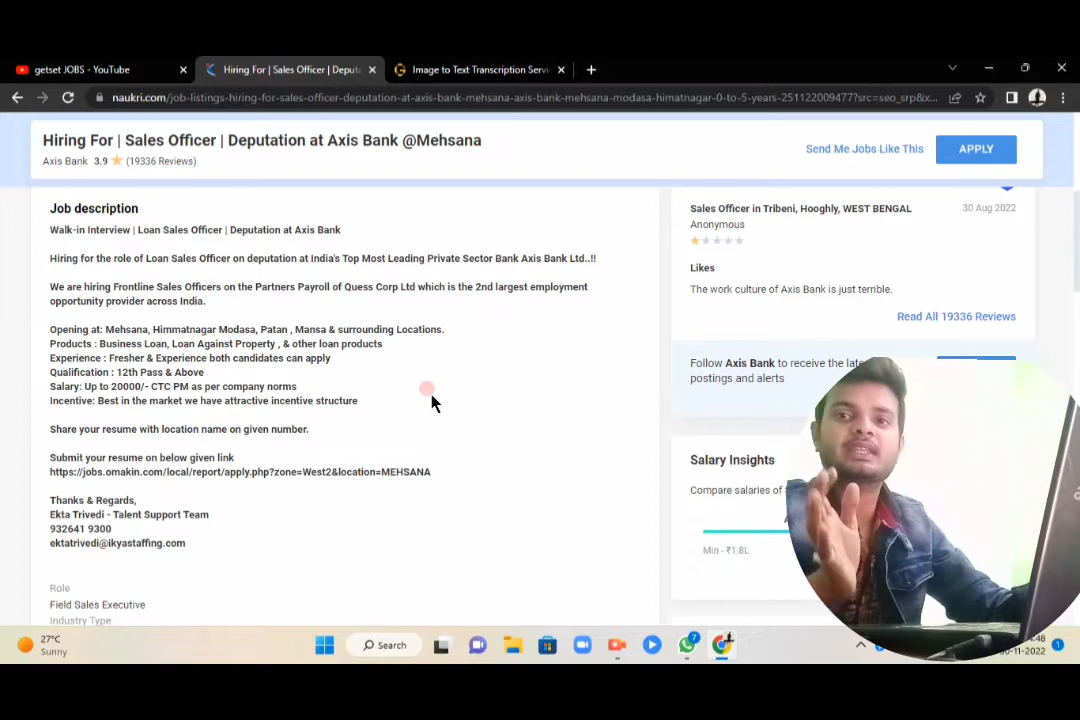 getset JOBS - YouTube
Hiring For | Sales Officer | Deputa
Image to Text Transcription Servi
naukri.com/job-listings-hiring-for-sales-officer-deputation-at-axis-bank-mehsana-axis-bank-mehsana-modasa-himatnagar-0-to-5-years-251122009477?src=seo_srp&x...
Hiring For | Sales Officer | Deputation at Axis Bank @Mehsana
Axis Bank 3.9 (19336 Reviews)
Send Me Jobs Like This
APPLY
Job description
Walk-in Interview | Loan Sales Officer | Deputation at Axis Bank
Hiring for the role of Loan Sales Officer on deputation at India's Top Most Leading Private Sector Bank Axis Bank Ltd..!!
We are hiring Frontline Sales Officers on the Partners Payroll of Quess Corp Ltd which is the 2nd largest employment
opportunity provider across India.
Opening at: Mehsana, Himmatnagar Modasa, Patan , Mansa & surrounding Locations.
Products : Business Loan, Loan Against Property , & other loan products
Experience : Fresher & Experience both candidates can apply
Qualification : 12th Pass & Above
Salary: Up to 20000/- CTC PM as per company norms
Incentive: Best in the market we have attractive incentive structure
Share your resume with location name on given number.
Submit your resume on below given link
https://jobs.omakin.com/local/report/apply.php?zone=West2&location=MEHSANA
Thanks & Regards,
Ekta Trivedi - Talent Support Team
932641 9300
ektatrivedi@ikyastaffing.com
Role
Field Sales Executive
Industry Type
Sales Officer in Tribeni, Hooghly, WEST BENGAL
30 Aug 2022
Anonymous
Likes
The work culture of Axis Bank is just terrible.
Read All 19336 Reviews
Follow Axis Bank to receive the late
postings and alerts
Salary Insights
Compare salaries of
Min - ₹1.8L
27°C
Sunny
Search
7
:48
-11-2022
1